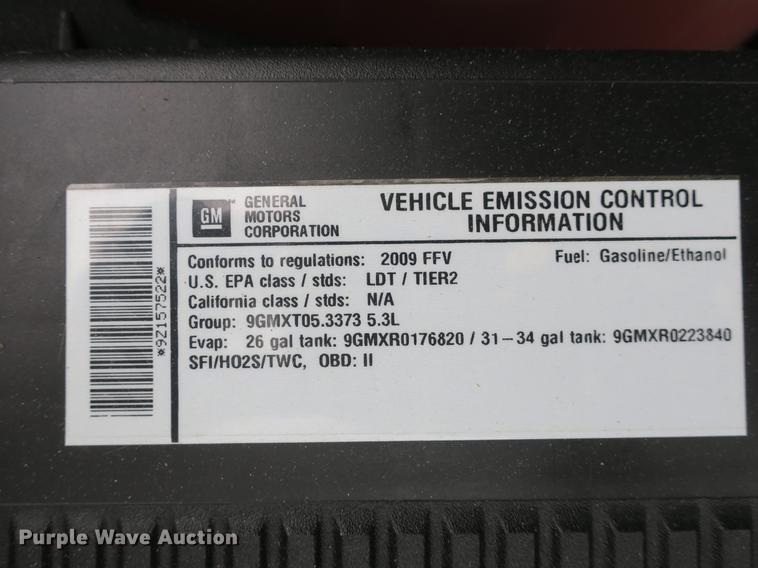 GM
GENERAL
MOTORS
CORPORATION
VEHICLE EMISSION CONTROL
INFORMATION
Conforms to regulations: 2009 FFV
Fuel: Gasoline/Ethanol
U.S. EPA class / stds: LDT / TIER2
California class / stds: N/A
Group: 9GMXT05.3373 5.3L
Evap: 26 gal tank: 9GMXR0176820 / 31-34 gal tank: 9GMXR0223840
SFI/HO2S/TWC, OBD: II
*9Z157522*
Purple Wave Auction